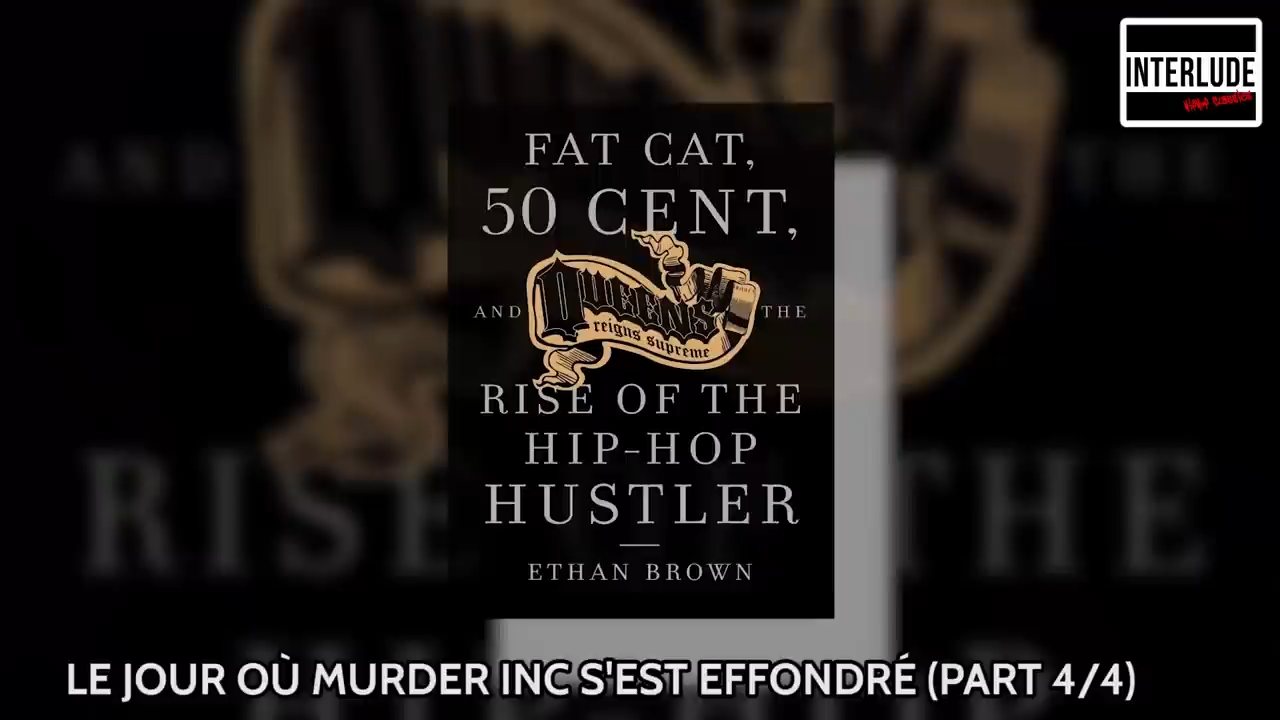 INTERLUDE
FAT CAT,
50 CENT,
AND QUEENS THE
reigns supreme
RISE OF THE
HIP-HOP
HUSTLER
ETHAN BROWN
LE JOUR OÙ MURDER INC S'EST EFFONDRÉ (PART 4/4)